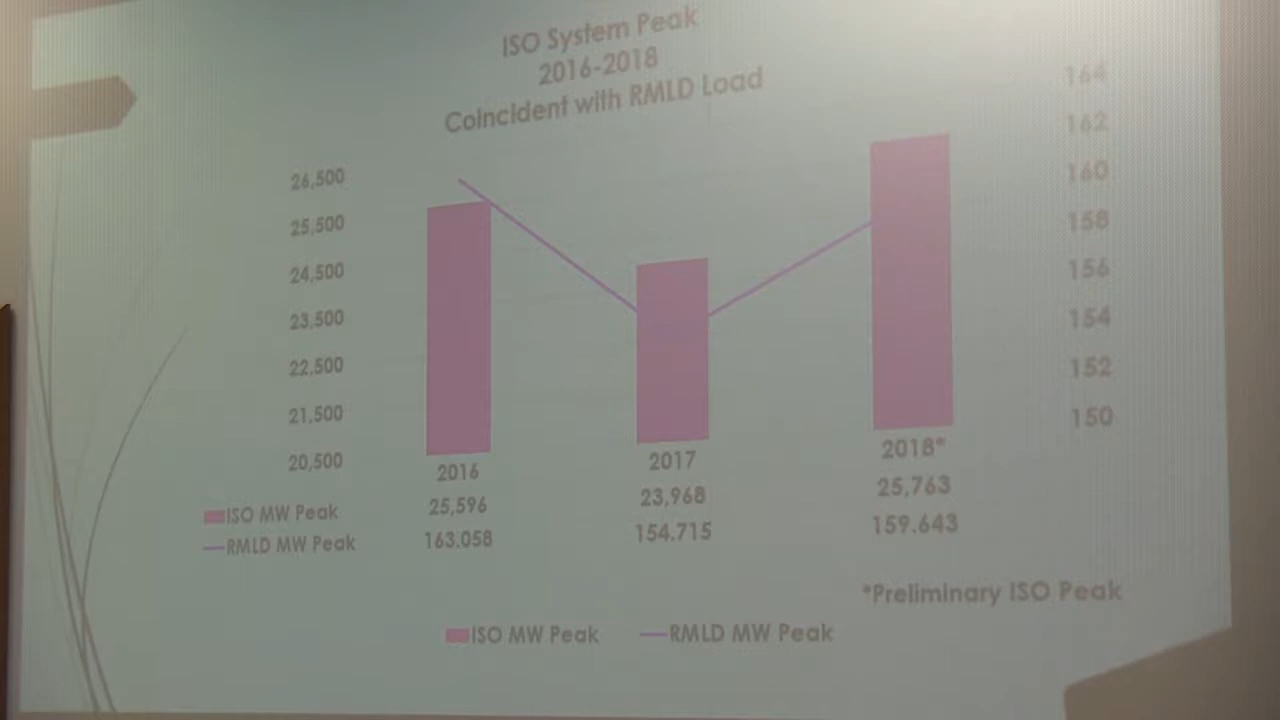 ISO System Peak
2016-2018
Coincident with RMLD Load
26,500
25,500
24,500
23,500
22,500
21,500
20,500
164
162
160
158
156
154
152
150
2016 2017 2018*
ISO MW Peak 25,596 23,968 25,763
RMLD MW Peak 163.058 154.715 159.643
*Preliminary ISO Peak
ISO MW Peak RMLD MW Peak